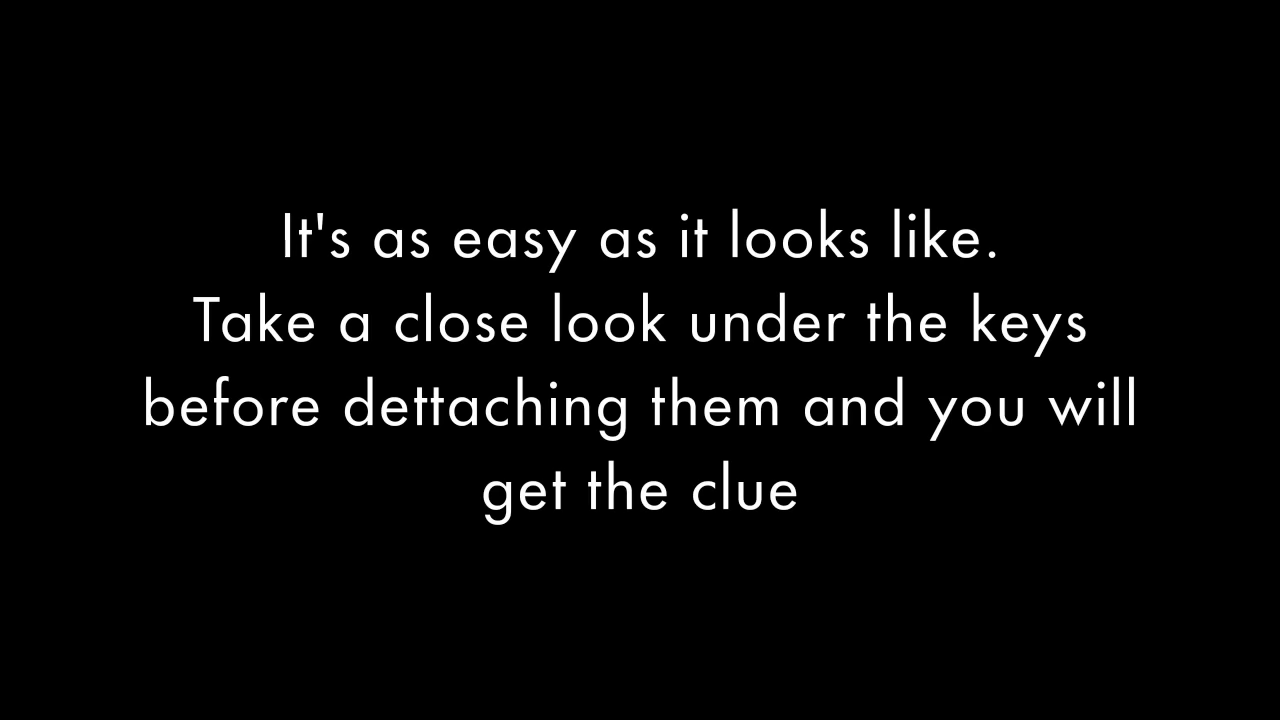 It's as easy as it looks like.
Take a close look under the keys
before dettaching them and you will
get the clue